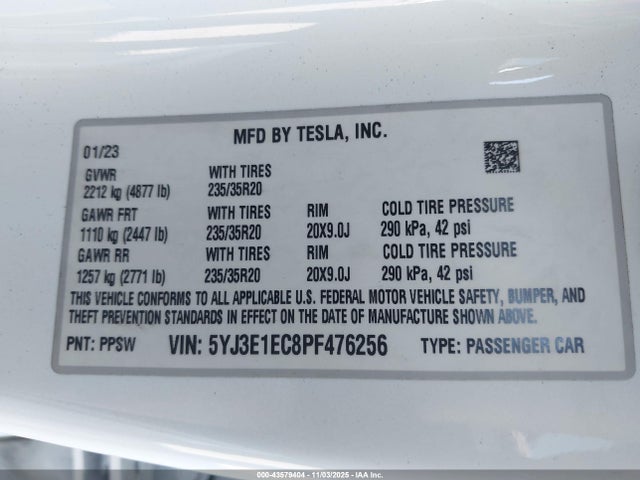 MFD BY TESLA, INC.
01/23
GVWR WITH TIRES
2212 kg (4877 lb) 235/35R20
GAWR FRT WITH TIRES RIM COLD TIRE PRESSURE
1110 kg (2447 lb) 235/35R20 20X9.0J 290 kPa, 42 psi
GAWR RR WITH TIRES RIM COLD TIRE PRESSURE
1257 kg (2771 lb) 235/35R20 20X9.0J 290 kPa, 42 psi
THIS VEHICLE CONFORMS TO ALL APPLICABLE U.S. FEDERAL MOTOR VEHICLE SAFETY, BUMPER, AND
THEFT PREVENTION STANDARDS IN EFFECT ON THE DATE OF MANUFACTURE SHOWN ABOVE.
PNT: PPSW VIN: 5YJ3E1EC8PF476256 TYPE: PASSENGER CAR
000-43579404 - 11/03/2025 - IAA Inc.